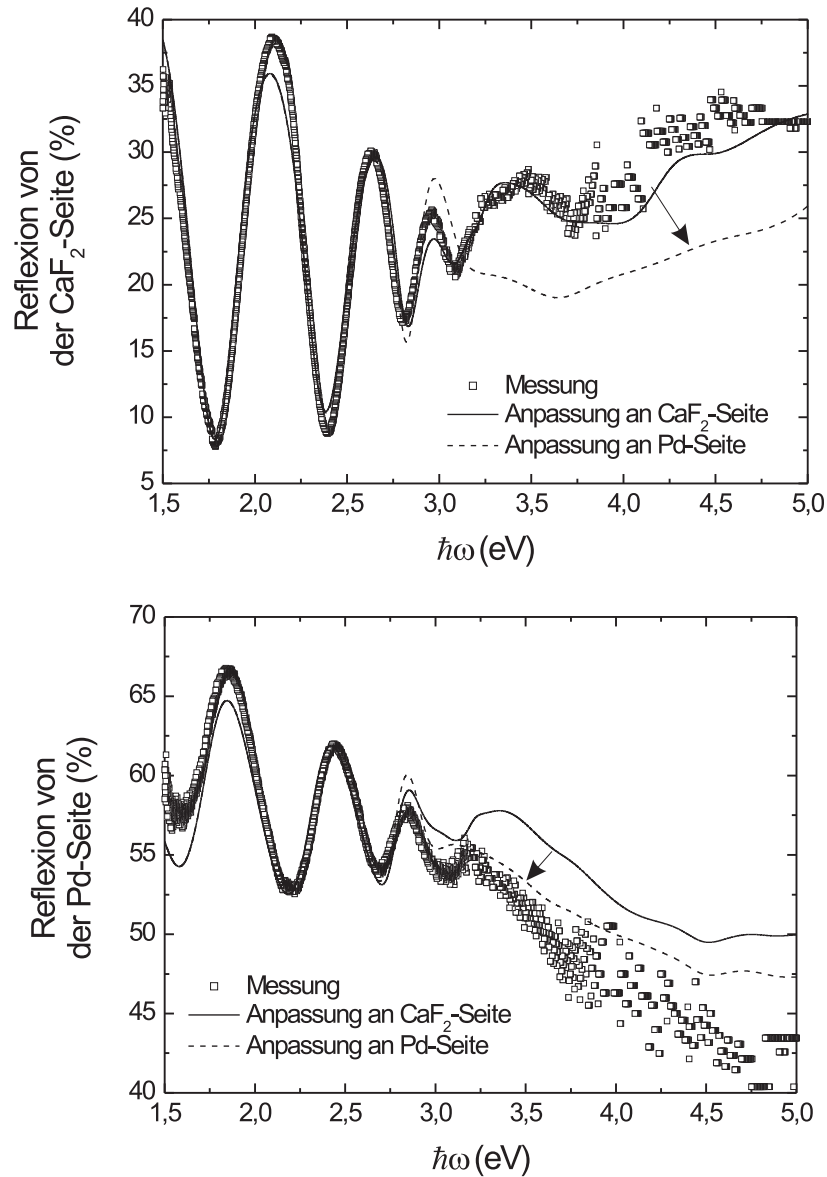 Reflexion von
der CaF₂-Seite (%)
40
35
30
25
20
15
10
5
Messung
Anpassung an CaF₂-Seite
Anpassung an Pd-Seite
1,5 2,0 2,5 3,0 3,5 4,0 4,5 5,0
ħω (eV)
Reflexion von
der Pd-Seite (%)
70
65
60
55
50
45
40
Messung
Anpassung an CaF₂-Seite
Anpassung an Pd-Seite
1,5 2,0 2,5 3,0 3,5 4,0 4,5 5,0
ħω (eV)